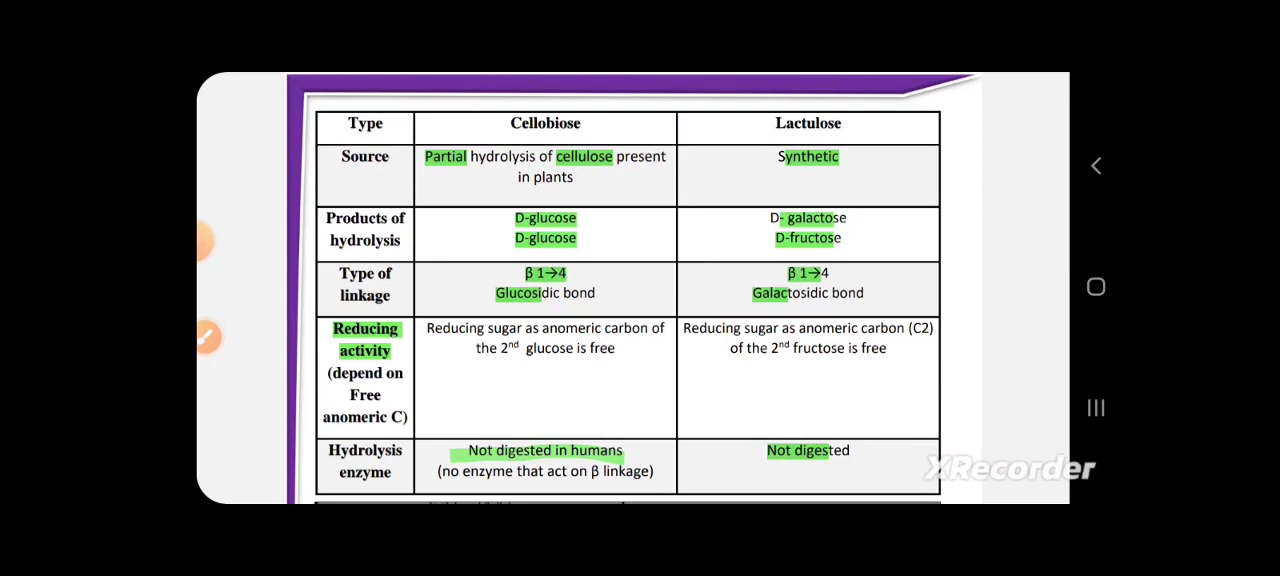 Type Cellobiose Lactulose
Source Partial hydrolysis of cellulose present Synthetic
in plants
Products of D-glucose D- galactose
hydrolysis D-glucose D-fructose
Type of β 1→4 β 1→4
linkage Glucosidic bond Galactosidic bond
Reducing Reducing sugar as anomeric carbon of Reducing sugar as anomeric carbon (C2)
activity the 2nd glucose is free of the 2nd fructose is free
(depend on
Free
anomeric C)
Hydrolysis Not digested in humans Not digested
enzyme (no enzyme that act on β linkage)
XRecorder